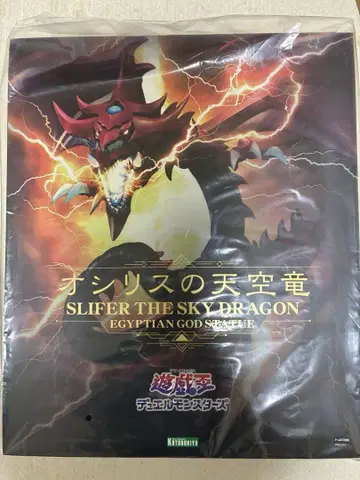 オシリスの天空竜
SLIFER THE SKY DRAGON
EGYPTIAN GOD STATUE
遊戯王
デュエルモンスターズ
KOTOBUKIYA